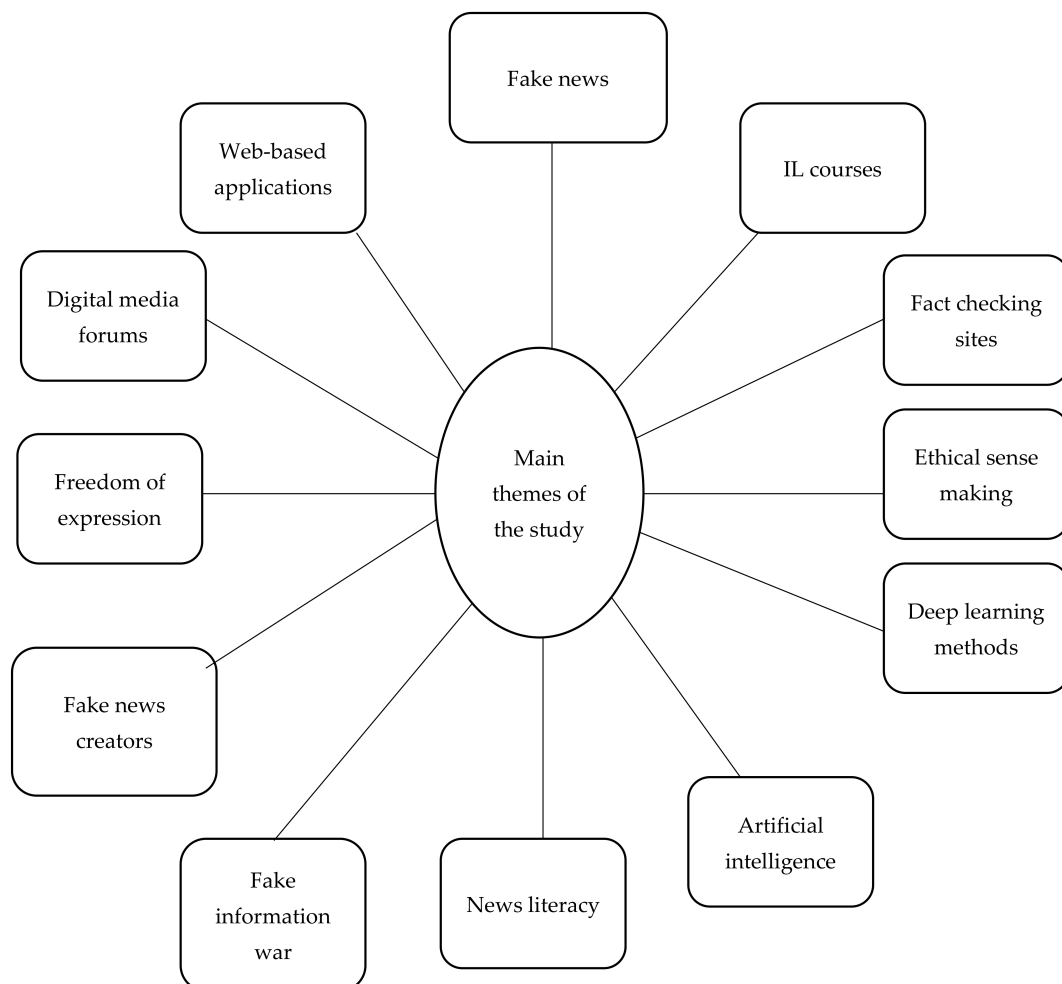 Fake news
Web-based
applications
IL courses
Digital media
forums
Fact checking
sites
Main
themes of
the study
Freedom of
expression
Ethical sense
making
Deep learning
methods
Fake news
creators
Artificial
intelligence
Fake
information
war
News literacy